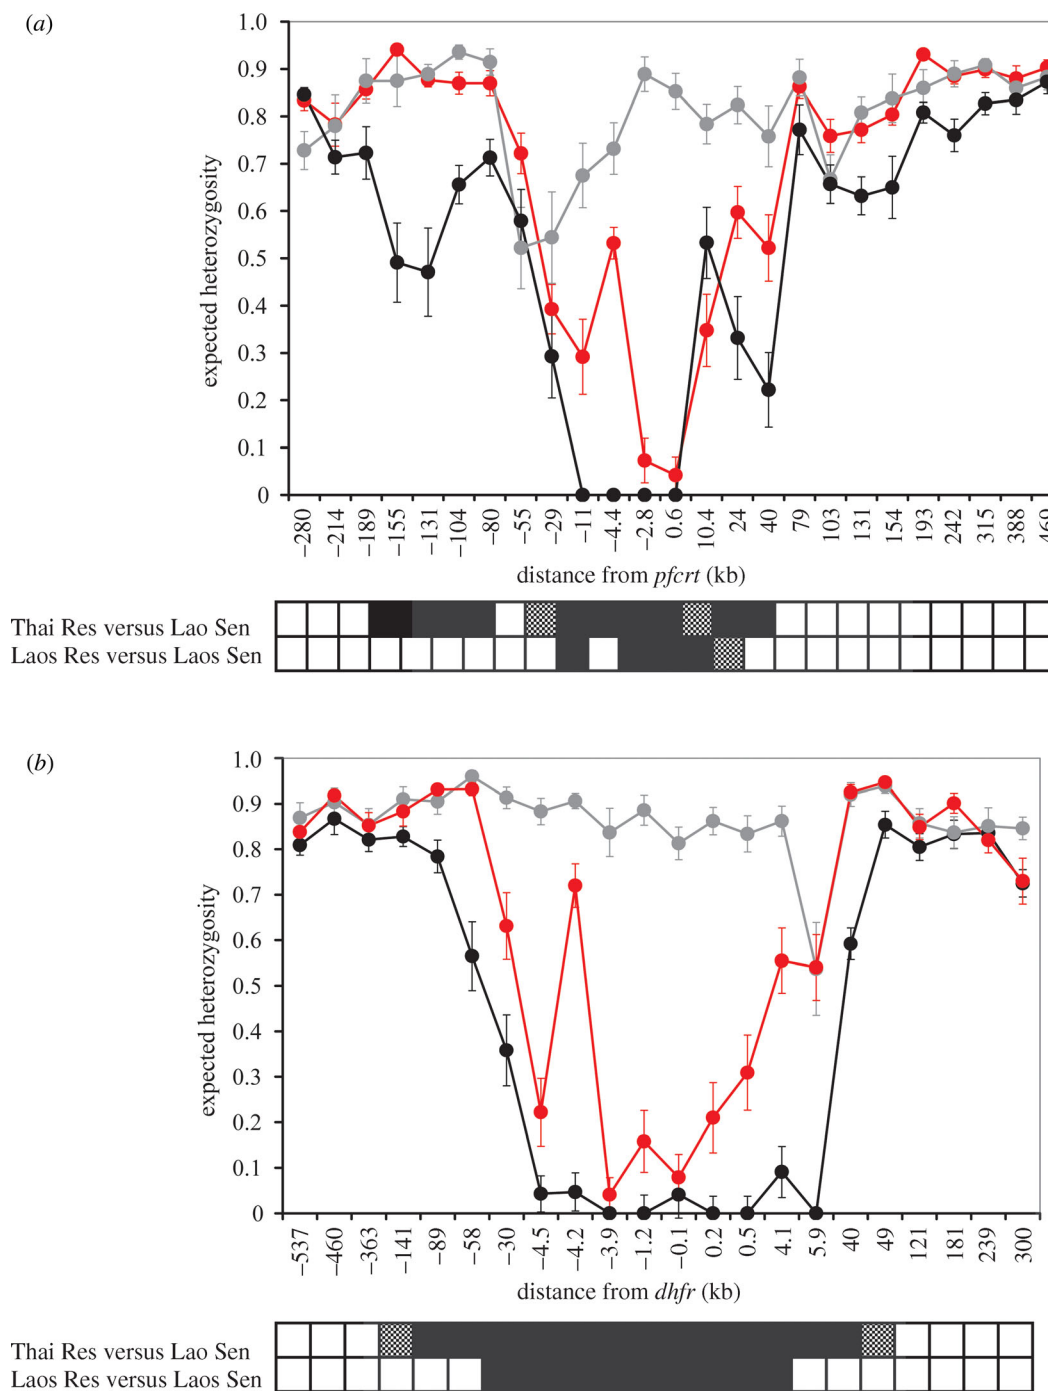 (a)
1.0
0.9
0.8
0.7
0.6
0.5
0.4
0.3
0.2
0.1
0
expected heterozygosity
−280 −214 −189 −155 −131 −104 −80 −55 −29 −11 −4.4 −2.8 0.6 10.4 24 40 79 103 131 154 193 242 315 388 469
distance from pfcrt (kb)
Thai Res versus Lao Sen
Laos Res versus Laos Sen
(b)
1.0
0.9
0.8
0.7
0.6
0.5
0.4
0.3
0.2
0.1
0
expected heterozygosity
−537 −460 −363 −141 −89 −58 −30 −4.5 −4.2 −3.9 −1.2 −0.1 0.2 0.5 4.1 5.9 40 49 121 181 239 300
distance from dhfr (kb)
Thai Res versus Lao Sen
Laos Res versus Laos Sen